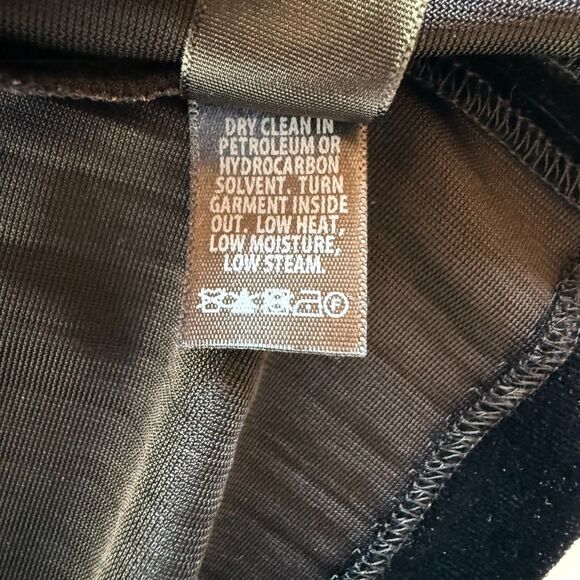 DRY CLEAN IN
PETROLEUM OR
HYDROCARBON
SOLVENT. TURN
GARMENT INSIDE
OUT. LOW HEAT,
LOW MOISTURE,
LOW STEAM.
F